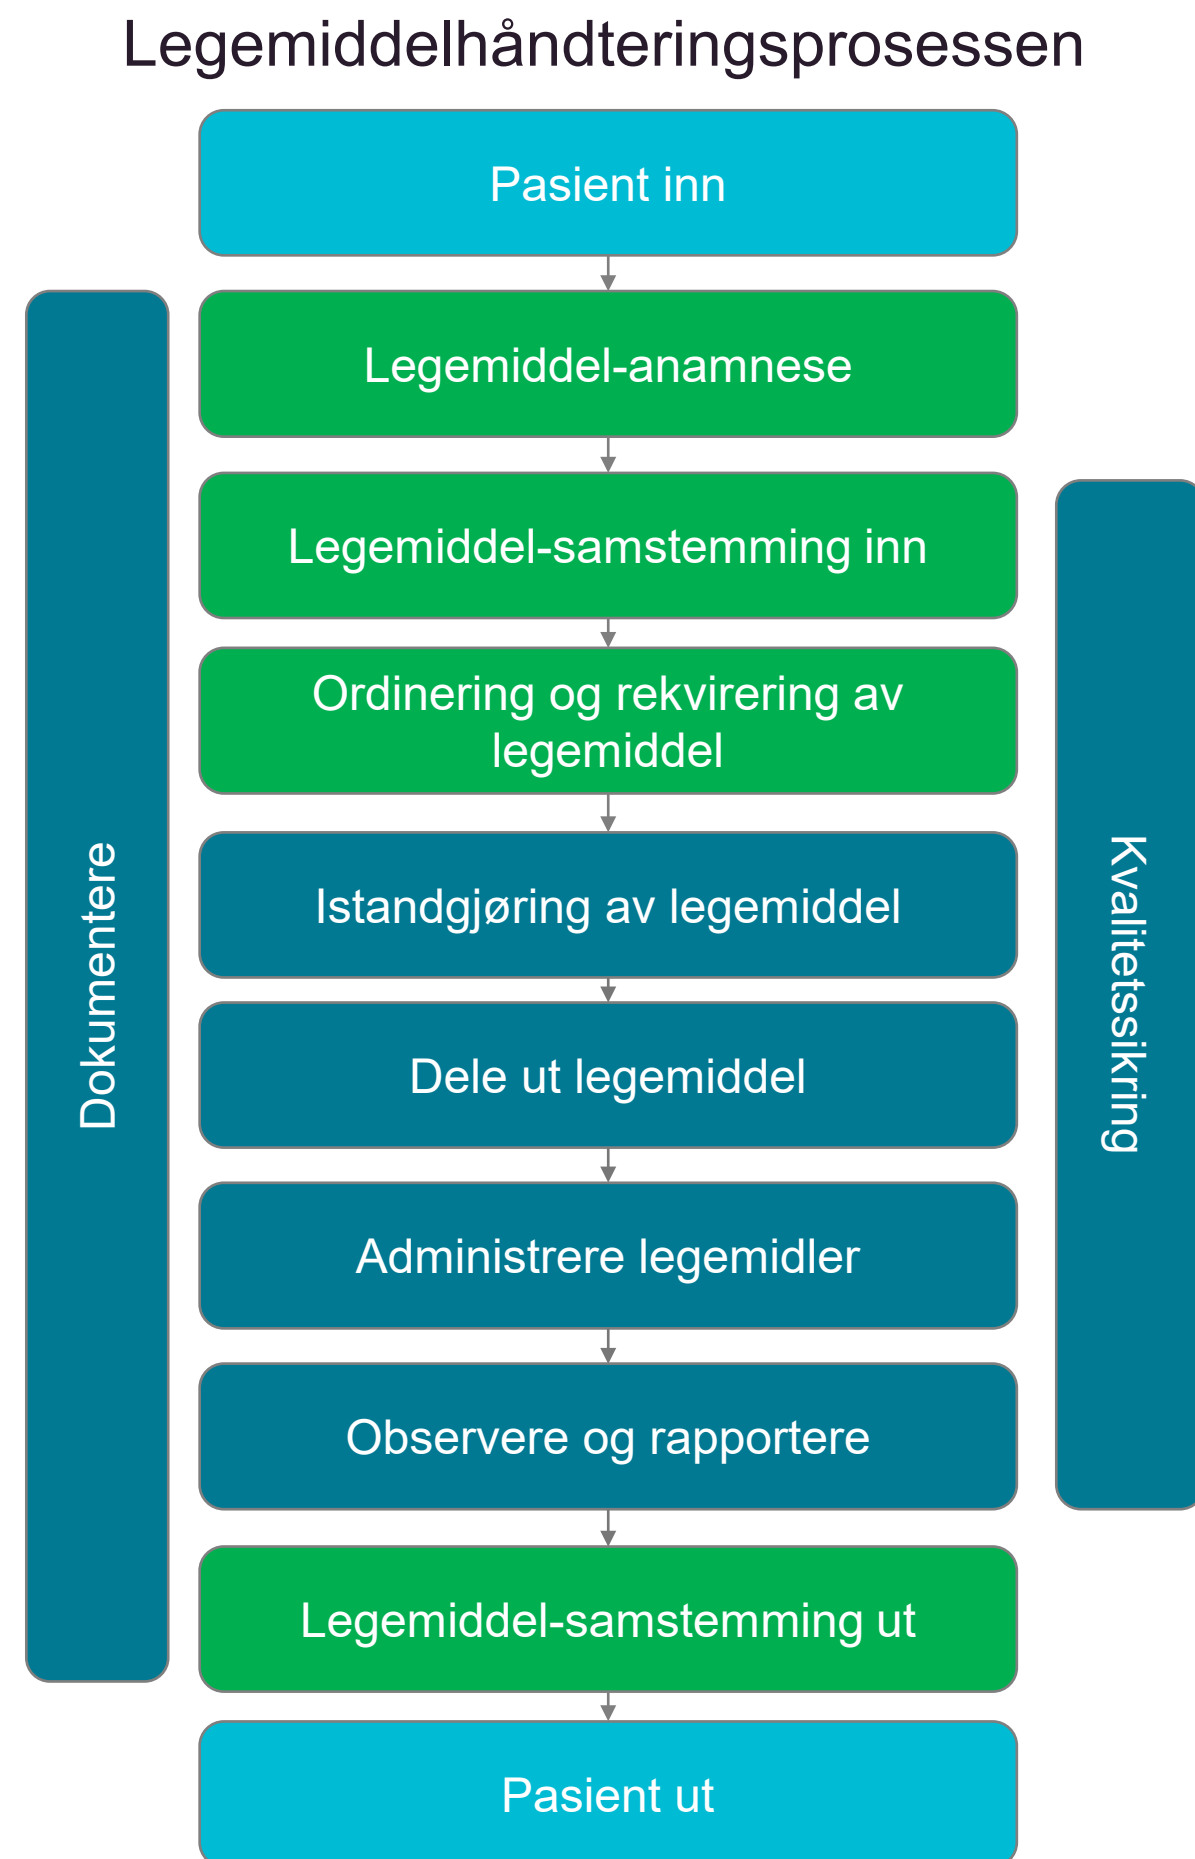 Legemiddelhåndteringsprosessen
Pasient inn
Legemiddel-anamnese
Legemiddel-samstemming inn
Ordinering og rekvirering av
legemiddel
Istandgjøring av legemiddel
Dele ut legemiddel
Administrere legemidler
Observere og rapportere
Legemiddel-samstemming ut
Pasient ut
Dokumentere
Kvalitetssikring